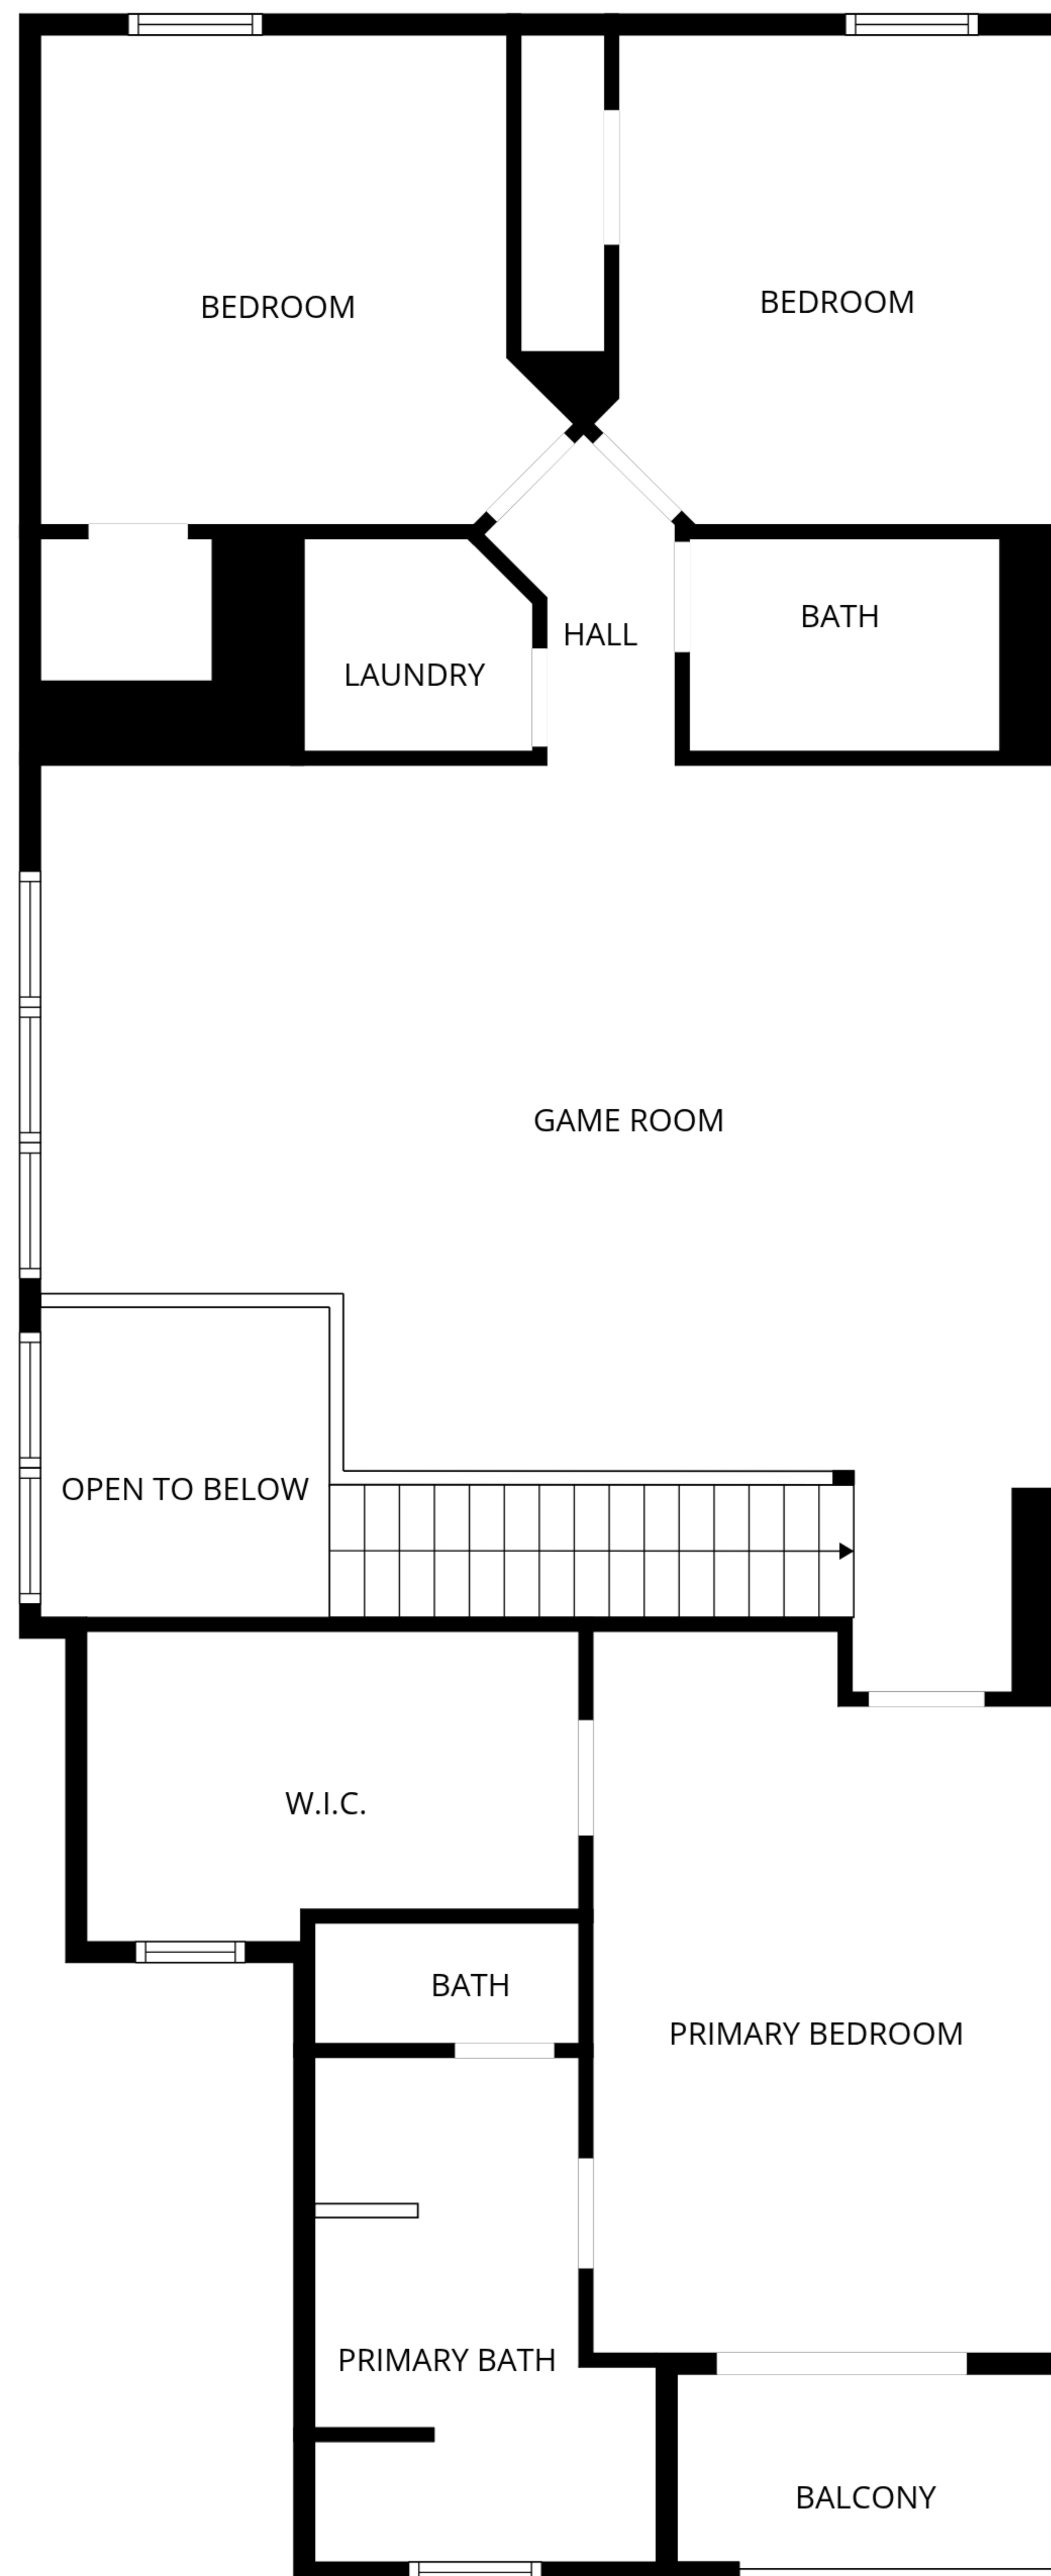 BEDROOM
BEDROOM
BATH
HALL
LAUNDRY
GAME ROOM
OPEN TO BELOW
W.I.C.
BATH
PRIMARY BEDROOM
PRIMARY BATH
BALCONY